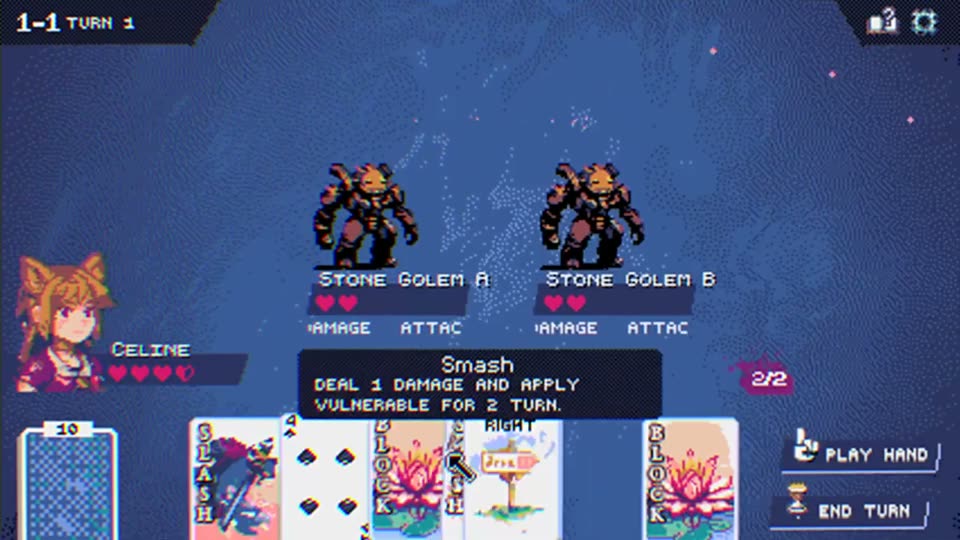 1-1 TURN 1
STONE GOLEM A
STONE GOLEM B
AMAGE ATTAC
AMAGE ATTAC
CELINE
Smash
DEAL 1 DAMAGE AND APPLY
VULNERABLE FOR 2 TURN.
2/2
10
SLASH
4
BLOCK
RIGHT
BLOCK
PLAY HAND
END TURN